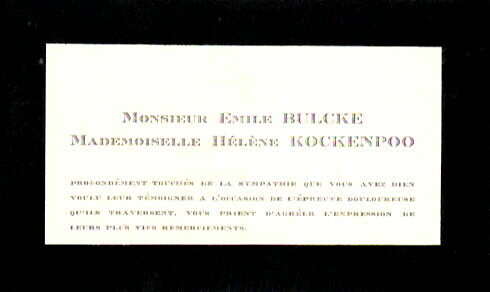 Monsieur Emile BULCKE
Mademoiselle Hélène KOCKENPOO
PROFONDÉMENT TOUCHÉS DE LA SYMPATHIE QUE VOUS AVEZ BIEN
VOULU LEUR TÉMOIGNER A L'OCCASION DE L'ÉPREUVE DOULOUREUSE
QU'ILS TRAVERSENT, VOUS PRIENT D'AGRÉER L'EXPRESSION DE
LEURS PLUS VIFS REMERCIEMENTS.